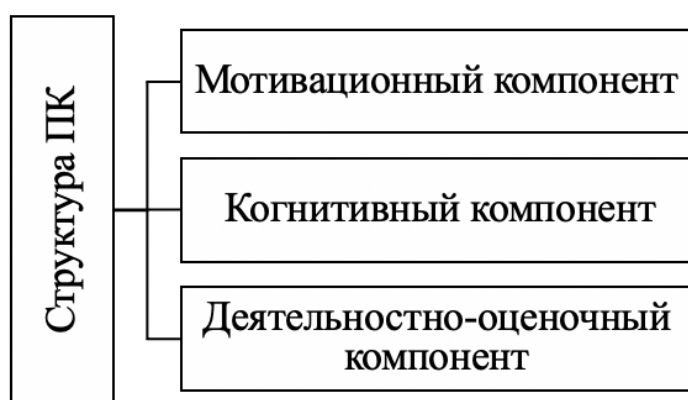 Структура ПК
Мотивационный компонент
Когнитивный компонент
Деятельностно-оценочный
компонент